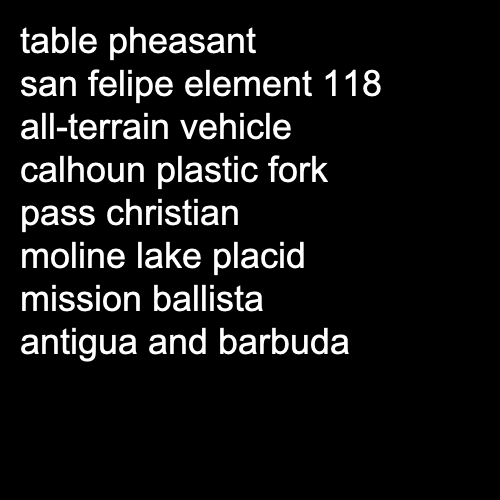 table pheasant
san felipe element 118
all-terrain vehicle
calhoun plastic fork
pass christian
moline lake placid
mission ballista
antigua and barbuda